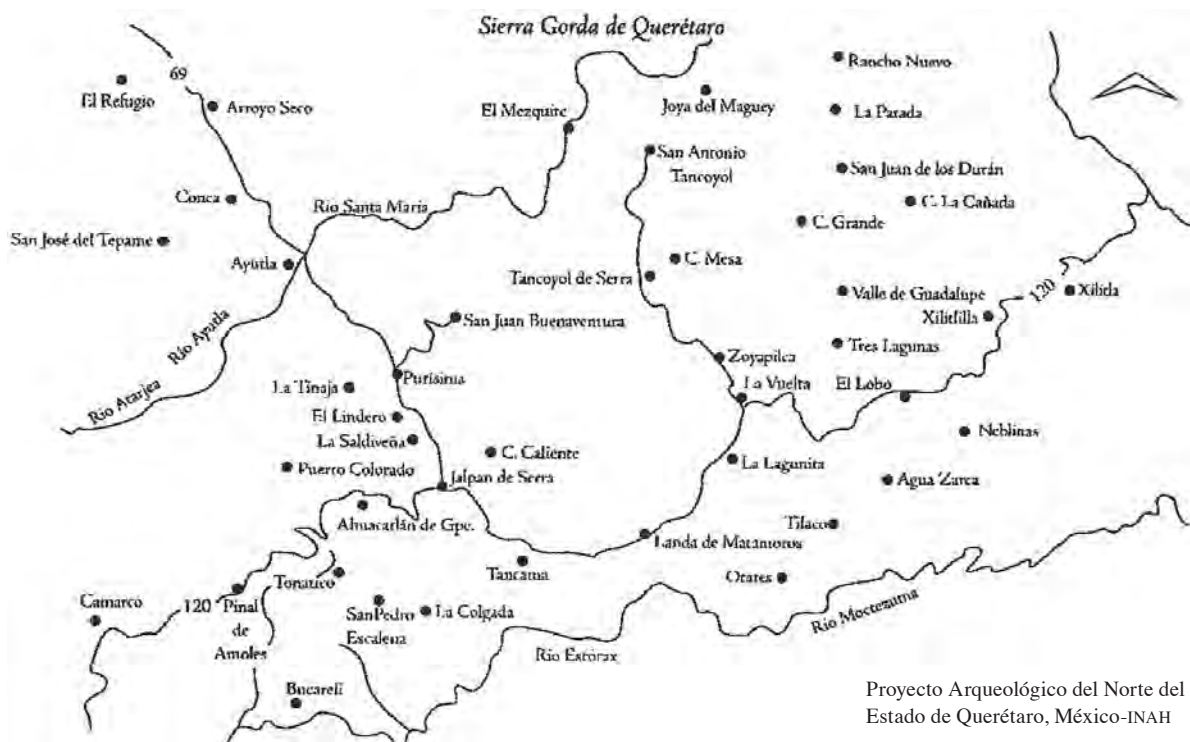 Sierra Gorda de Querétaro
69
El Refugio
Arroyo Seco
El Mezquite
Joya del Maguey
Rancho Nuevo
La Parada
San Antonio
Tancoyol
San Juan de los Durán
Conca
Río Santa María
C. La Cañada
C. Grande
San José del Tepame
Ayutla
C. Mesa
Tancoyol de Serra
Valle de Guadalupe
120
Xilida
Xilitlilla
Río Ayutla
San Juan Buenaventura
Zoyapilca
Tres Lagunas
Purísima
La Tinaja
La Vuelta
El Lobo
Río Atarjea
El Lindero
La Saldiveña
Neblinas
C. Caliente
Puerto Colorado
Jalpan de Serra
La Lagunita
Agua Zarca
Ahuacatlán de Gpe.
Tilaco
Landa de Matamoros
Tancama
Tonatico
Otates
Camarco
120
Pinal
de
Amoles
San Pedro
Escalena
La Colgada
Río Moctezuma
Río Estórax
Bucareli
Proyecto Arqueológico del Norte del
Estado de Querétaro, México-INAH